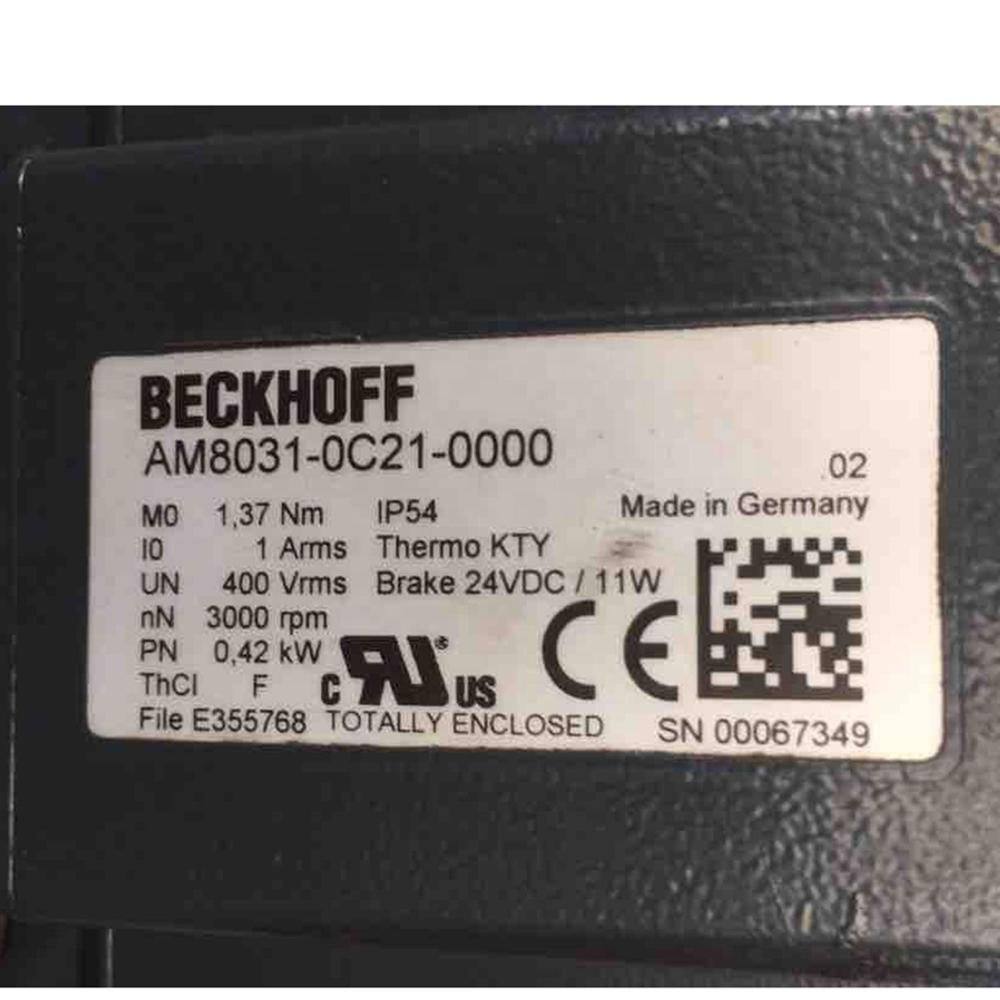 BECKHOFF
AM8031-0C21-0000
.02
M0 1,37 Nm IP54 Made in Germany
I0 1 Arms Thermo KTY
UN 400 Vrms Brake 24VDC / 11W
nN 3000 rpm
PN 0,42 kW
ThCl F
C RU® US CE
File E355768 TOTALLY ENCLOSED SN 00067349